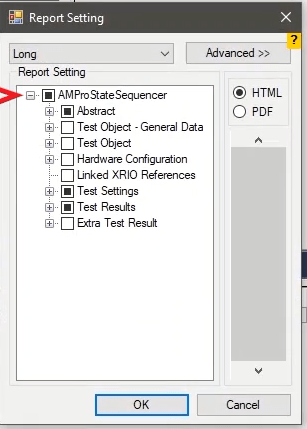 Report Setting
?
Long
Advanced >>
Report Setting
AMProStateSequencer
Abstract
Test Object - General Data
Test Object
Hardware Configuration
Linked XRIO References
Test Settings
Test Results
Extra Test Result
HTML
PDF
OK
Cancel